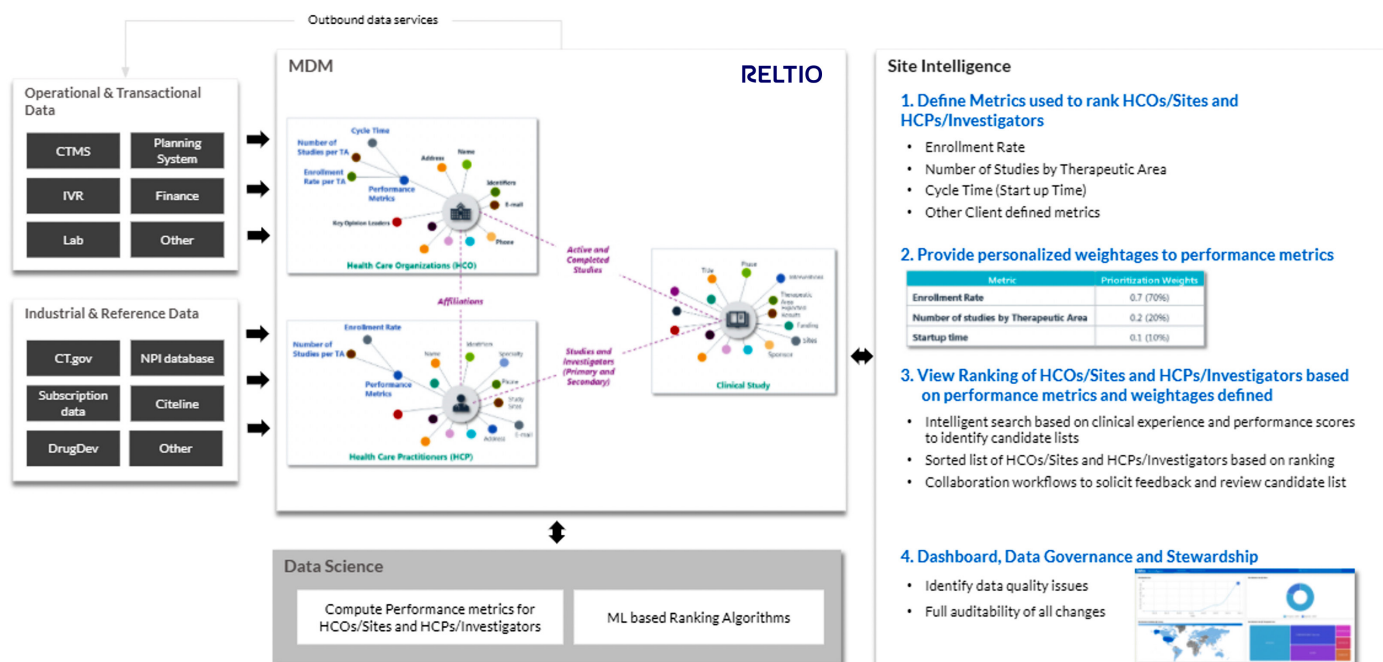 Outbound data services
Operational & Transactional
Data
CTMS
Planning
System
IVR
Finance
Lab
Other
Industrial & Reference Data
CT.gov
NPI database
Subscription
data
Citeline
DrugDev
Other
MDM
RELTIO
Cycle Time
Number of
Studies per TA
Enrollment
Rate per TA
Performance
Metrics
Address
Name
Identifiers
E-mail
Phone
Key Opinion Leaders
Health Care Organizations (HCO)
Affiliations
Active and
Completed
Studies
Enrollment Rate
Number of
Studies per TA
Performance
Metrics
Name
Identifiers
Specialty
Phone
Study
Sites
E-mail
Address
Health Care Practitioners (HCP)
Studies and
Investigators
(Primary and
Secondary)
Title
Phase
Interventions
Therapeutic
Area
Funding
Sites
Sponsor
Clinical Study
Data Science
Compute Performance metrics for
HCOs/Sites and HCPs/Investigators
ML based Ranking Algorithms
Site Intelligence
1. Define Metrics used to rank HCOs/Sites and
HCPs/Investigators
• Enrollment Rate
• Number of Studies by Therapeutic Area
• Cycle Time (Start up Time)
• Other Client defined metrics
2. Provide personalized weightages to performance metrics
Metric Prioritization Weights
Enrollment Rate 0.7 (70%)
Number of studies by Therapeutic Area 0.2 (20%)
Startup time 0.1 (10%)
3. View Ranking of HCOs/Sites and HCPs/Investigators based
on performance metrics and weightages defined
• Intelligent search based on clinical experience and performance scores
to identify candidate lists
• Sorted list of HCOs/Sites and HCPs/Investigators based on ranking
• Collaboration workflows to solicit feedback and review candidate list
4. Dashboard, Data Governance and Stewardship
• Identify data quality issues
• Full auditability of all changes